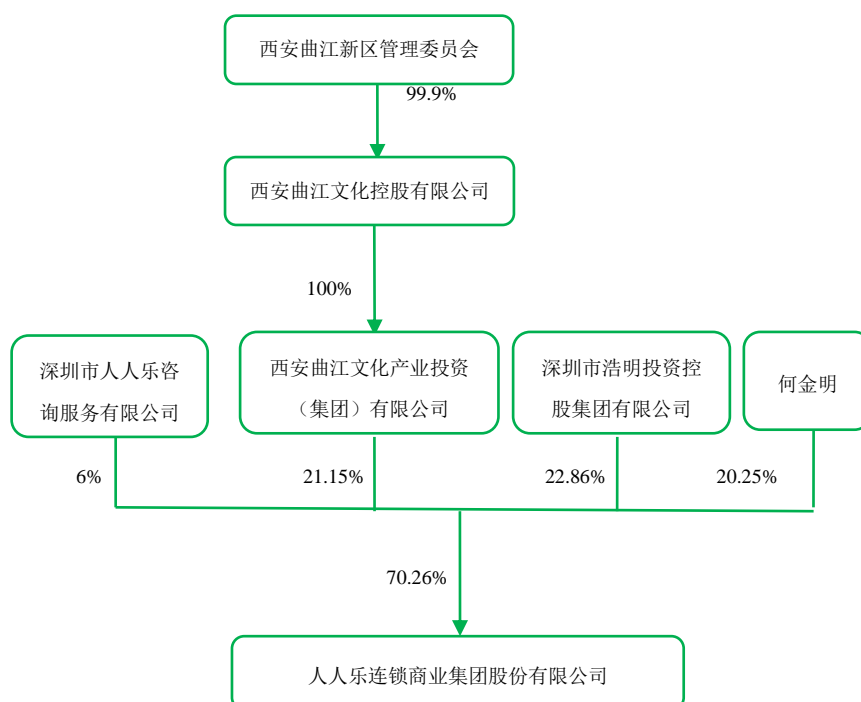 西安曲江新区管理委员会
99.9%
西安曲江文化控股有限公司
100%
深圳市人人乐咨
询服务有限公司
西安曲江文化产业投资
（集团）有限公司
深圳市浩明投资控
股集团有限公司
何金明
6%
21.15%
22.86%
20.25%
70.26%
人人乐连锁商业集团股份有限公司